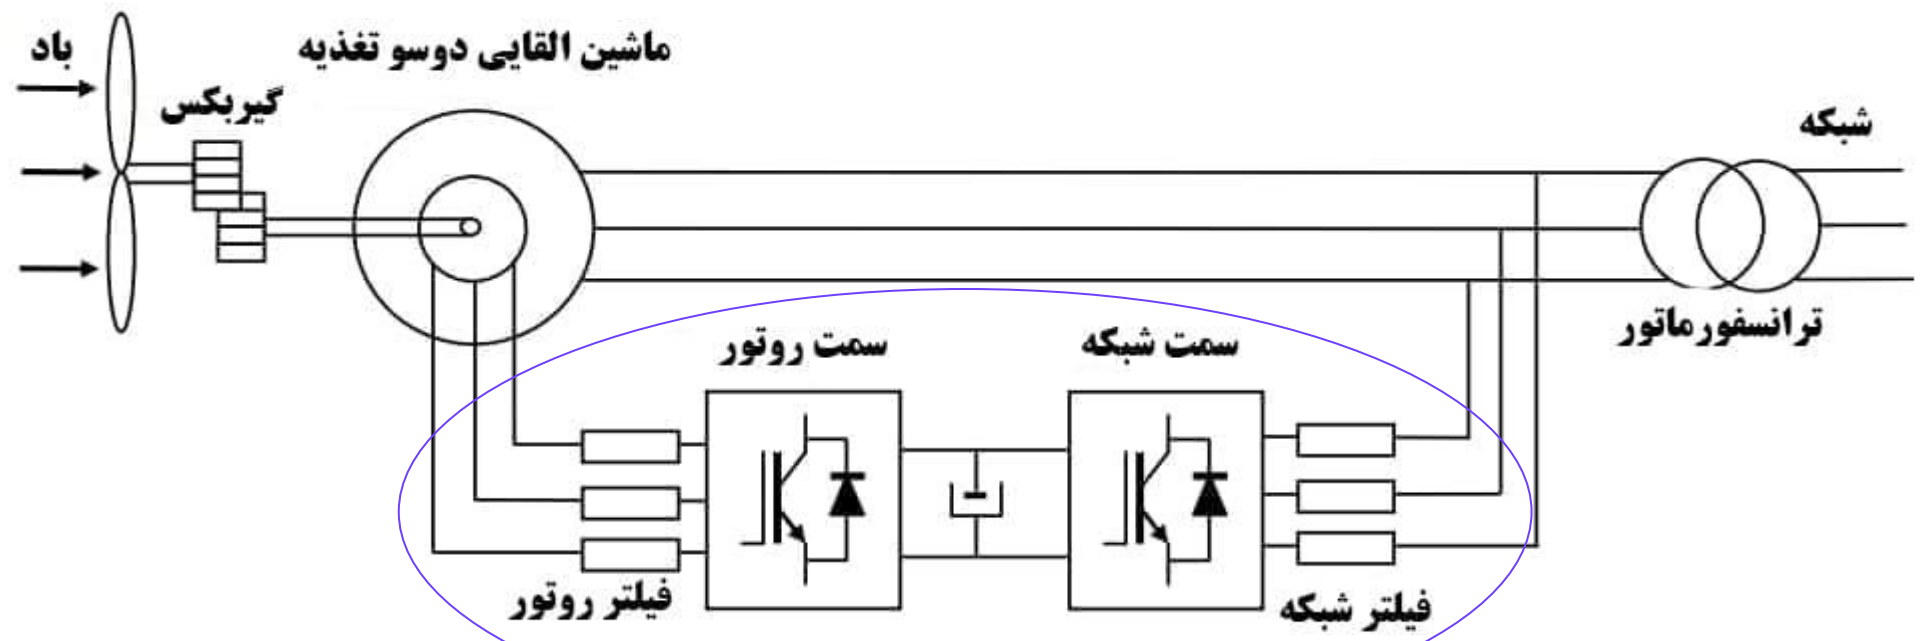 ماشین القایی دوسو تغذیه
باد
گیربکس
شبکه
ترانسفورماتور
سمت شبکه
سمت روتور
فیلتر شبکه
فیلتر روتور